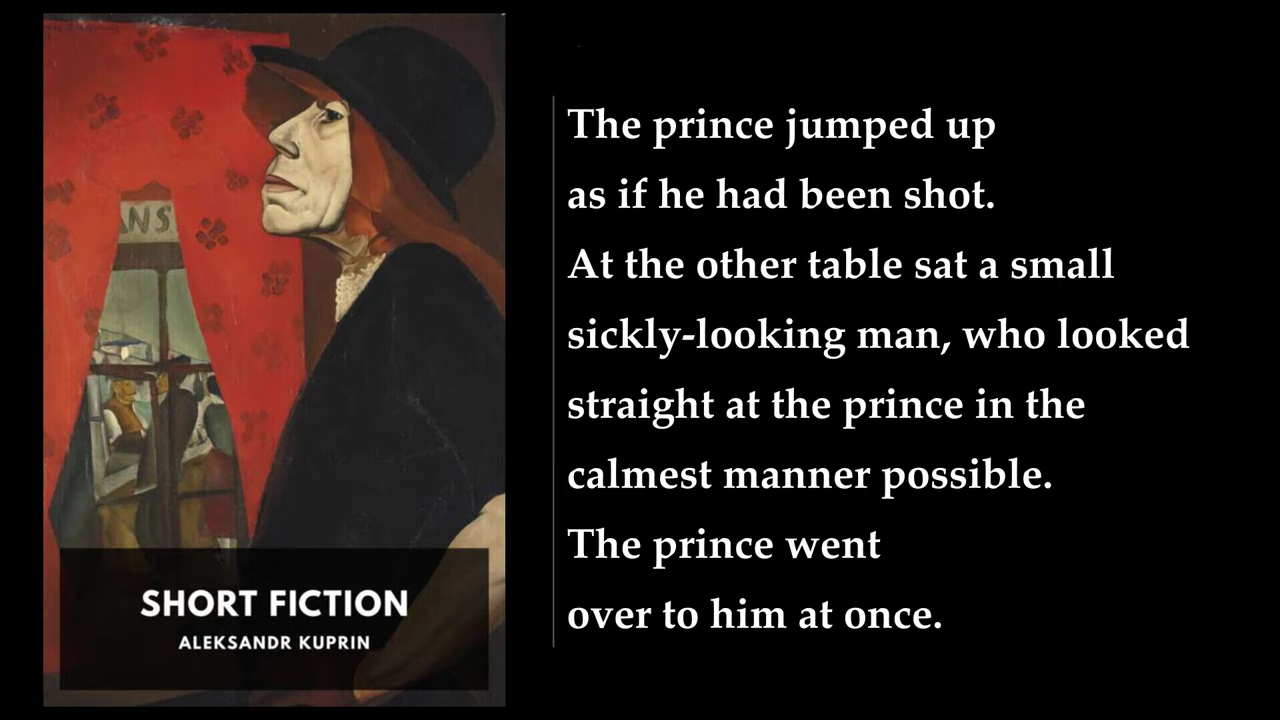 ANS
SHORT FICTION
ALEKSANDR KUPRIN
The prince jumped up
as if he had been shot.
At the other table sat a small
sickly-looking man, who looked
straight at the prince in the
calmest manner possible.
The prince went
over to him at once.